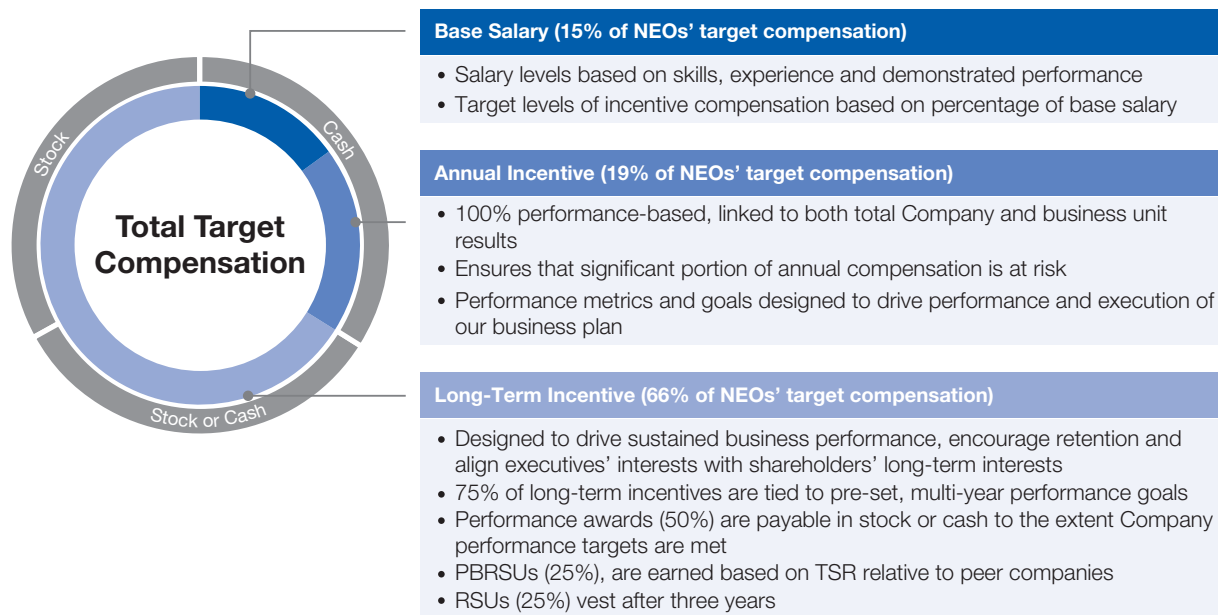 Base Salary (15% of NEOs’ target compensation)
• Salary levels based on skills, experience and demonstrated performance
• Target levels of incentive compensation based on percentage of base salary
Stock
Cash
Stock or Cash
Total Target
Compensation
Annual Incentive (19% of NEOs’ target compensation)
• 100% performance-based, linked to both total Company and business unit
results
• Ensures that significant portion of annual compensation is at risk
• Performance metrics and goals designed to drive performance and execution of
our business plan
Long-Term Incentive (66% of NEOs’ target compensation)
• Designed to drive sustained business performance, encourage retention and
align executives’ interests with shareholders’ long-term interests
• 75% of long-term incentives are tied to pre-set, multi-year performance goals
• Performance awards (50%) are payable in stock or cash to the extent Company
performance targets are met
• PBRSUs (25%), are earned based on TSR relative to peer companies
• RSUs (25%) vest after three years